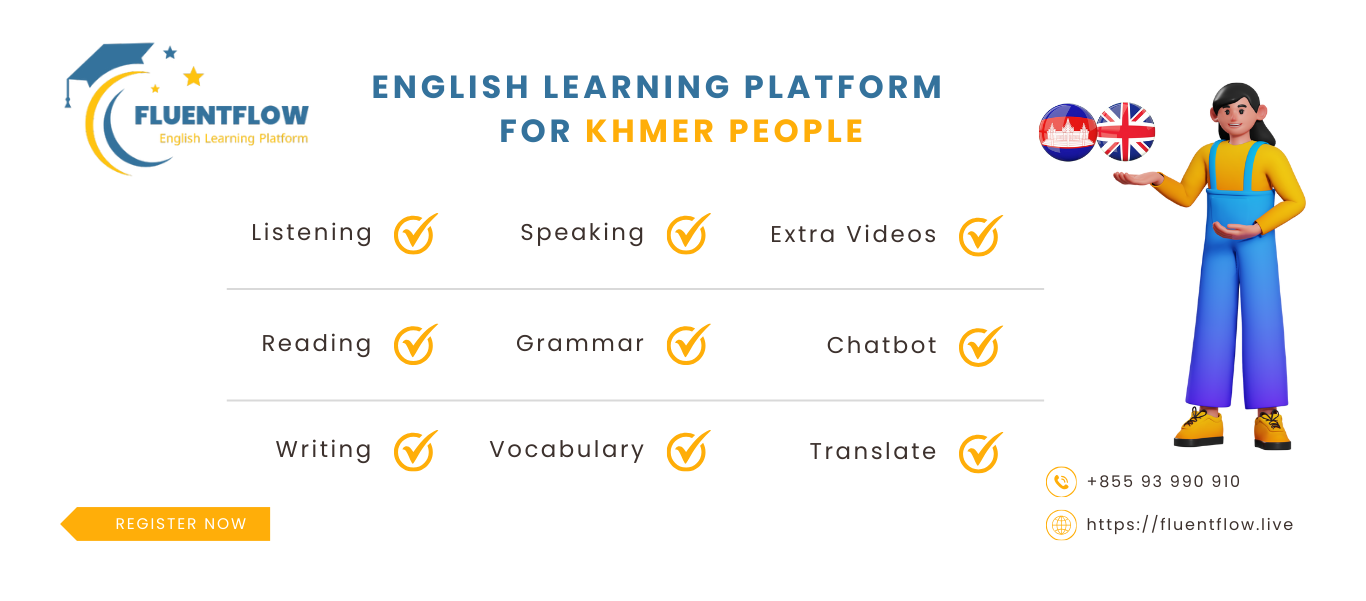 FLUENTFLOW
English Learning Platform
ENGLISH LEARNING PLATFORM
FOR KHMER PEOPLE
Listening
Speaking
Extra Videos
Reading
Grammar
Chatbot
Writing
Vocabulary
Translate
REGISTER NOW
+855 93 990 910
https://fluentflow.live